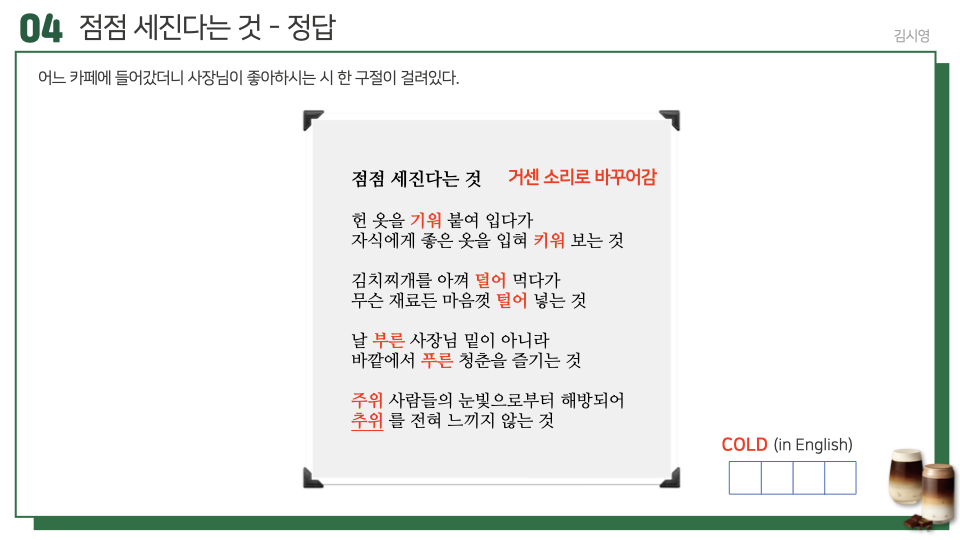 04 점점 세진다는 것 - 정답
김시영
어느 카페에 들어갔더니 사장님이 좋아하시는 시 한 구절이 걸려있다.
점점 세진다는 것 거센 소리로 바꾸어감
헌 옷을 기워 붙여 입다가
자식에게 좋은 옷을 입혀 키워 보는 것
김치찌개를 아껴 덜어 먹다가
무슨 재료든 마음껏 털어 넣는 것
날 부른 사장님 밑이 아니라
바깥에서 푸른 청춘을 즐기는 것
주위 사람들의 눈빛으로부터 해방되어
추위 를 전혀 느끼지 않는 것
COLD (in English)